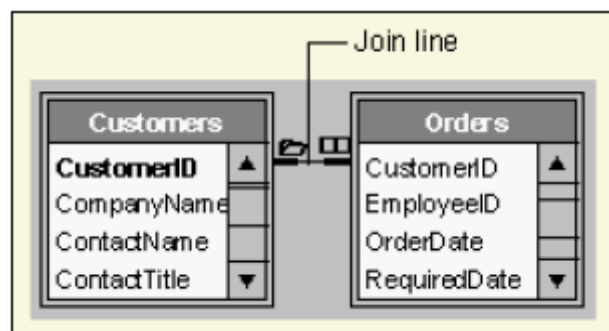 Join line
Customers
CustomerID
CompanyName
ContactName
ContactTitle
Orders
CustomerID
EmployeeID
OrderDate
RequiredDate